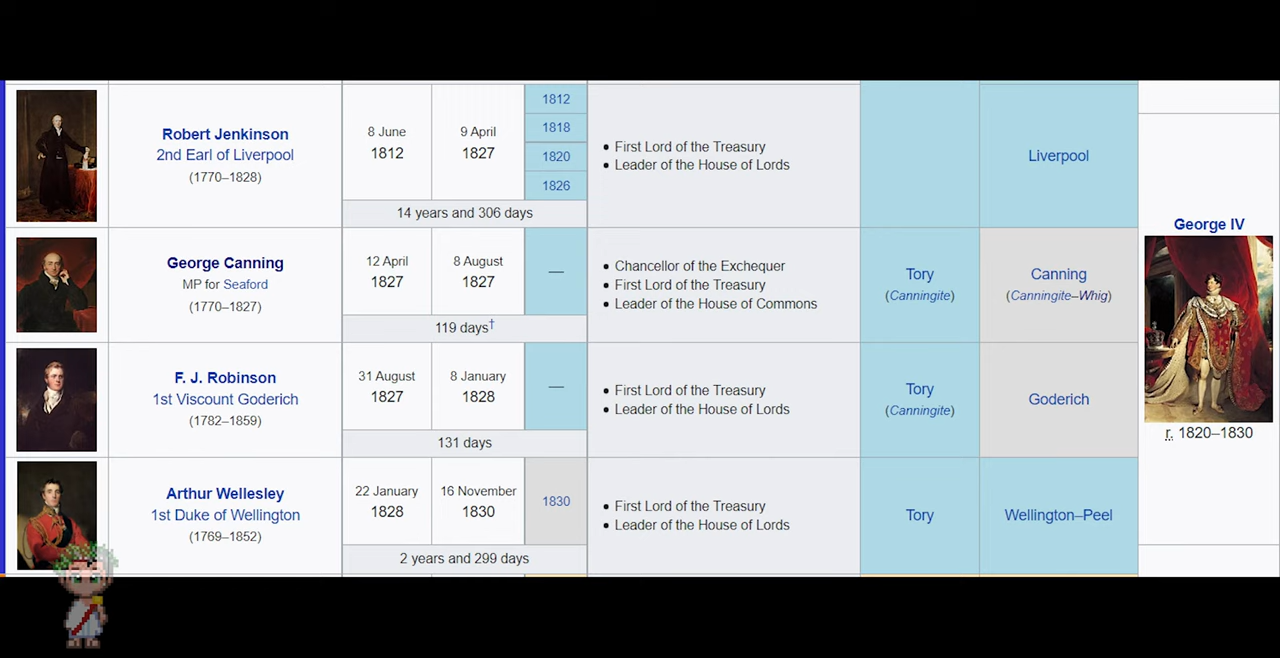 Robert Jenkinson
2nd Earl of Liverpool
(1770–1828)
8 June
1812
9 April
1827
1812
1818
1820
1826
14 years and 306 days
• First Lord of the Treasury
• Leader of the House of Lords
Liverpool
George Canning
MP for Seaford
(1770–1827)
12 April
1827
8 August
1827
—
119 days†
• Chancellor of the Exchequer
• First Lord of the Treasury
• Leader of the House of Commons
Tory
(Canningite)
Canning
(Canningite–Whig)
F. J. Robinson
1st Viscount Goderich
(1782–1859)
31 August
1827
8 January
1828
—
131 days
• First Lord of the Treasury
• Leader of the House of Lords
Tory
(Canningite)
Goderich
Arthur Wellesley
1st Duke of Wellington
(1769–1852)
22 January
1828
16 November
1830
1830
2 years and 299 days
• First Lord of the Treasury
• Leader of the House of Lords
Tory
Wellington–Peel
George IV
r. 1820–1830